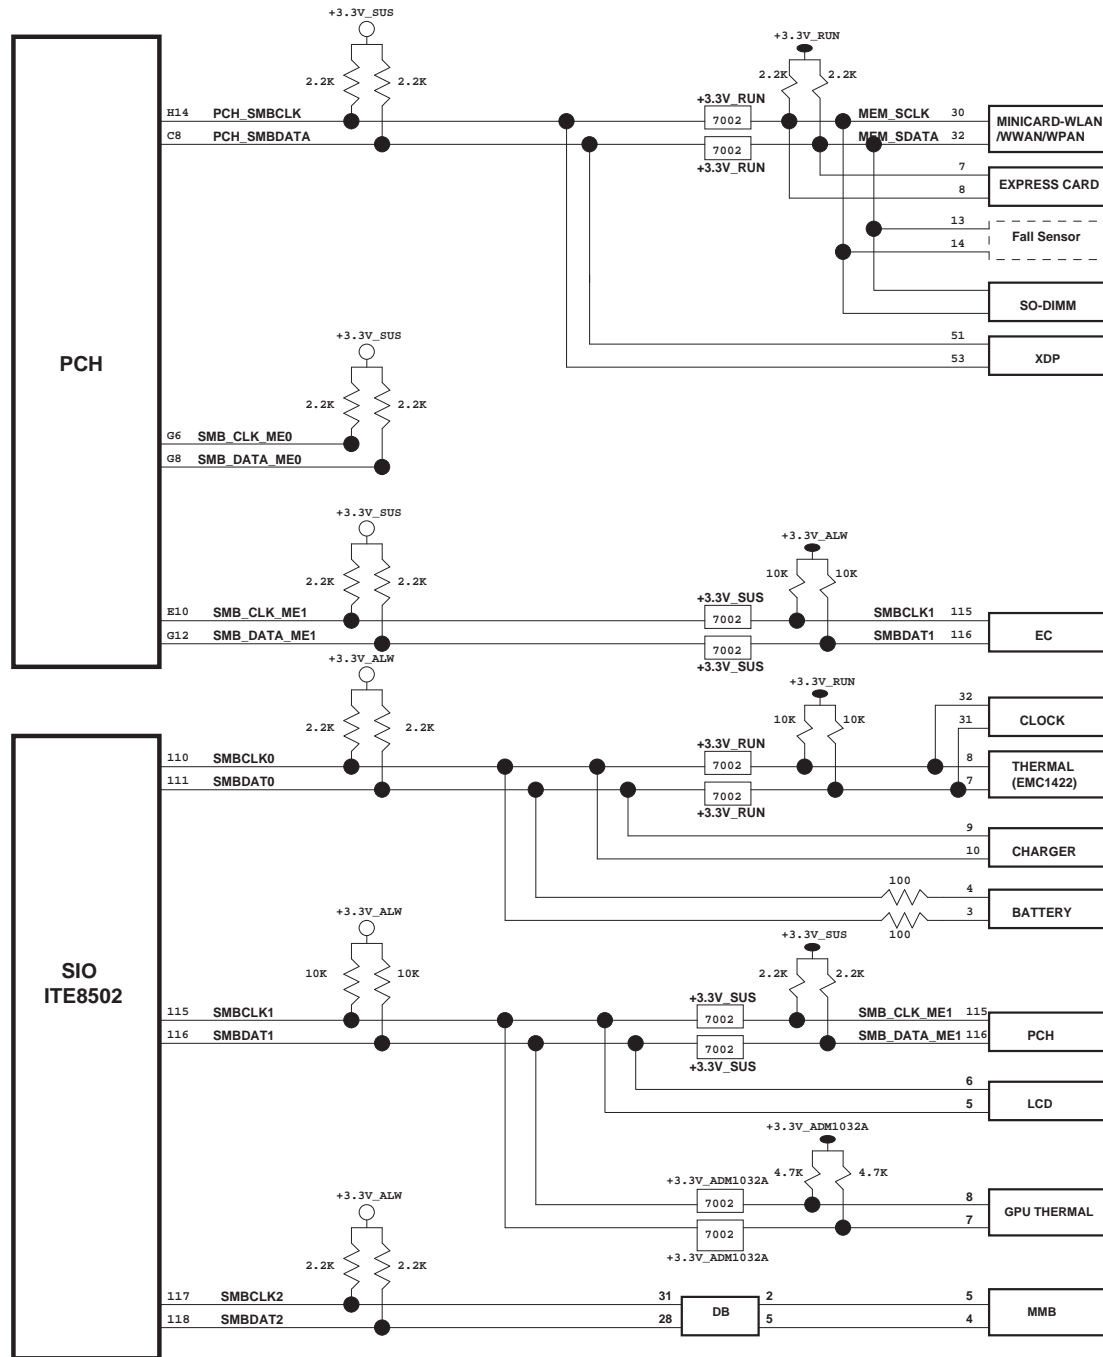 +3.3V_SUS
+3.3V_RUN
2.2K 2.2K
2.2K 2.2K
H14 PCH_SMBCLK +3.3V_RUN 7002 MEM_SCLK 30
C8 PCH_SMBDATA 7002 +3.3V_RUN MEM_SDATA 32
MINICARD-WLAN
/WWAN/WPAN
7
8
EXPRESS CARD
13
14
Fall Sensor
SO-DIMM
51
53
XDP
PCH
+3.3V_SUS
2.2K 2.2K
G6 SMB_CLK_ME0
G8 SMB_DATA_ME0
+3.3V_SUS
+3.3V_ALW
2.2K 2.2K
10K 10K
E10 SMB_CLK_ME1 +3.3V_SUS 7002 SMBCLK1 115
G12 SMB_DATA_ME1 7002 +3.3V_SUS SMBDAT1 116
EC
+3.3V_ALW
+3.3V_RUN
2.2K 2.2K
10K 10K
32
31
CLOCK
110 SMBCLK0 +3.3V_RUN 7002 8
111 SMBDAT0 7002 +3.3V_RUN 7
THERMAL
(EMC1422)
9
10
CHARGER
100 4
100 3
BATTERY
SIO
ITE8502
+3.3V_ALW
+3.3V_SUS
10K 10K
2.2K 2.2K
115 SMBCLK1 +3.3V_SUS 7002 SMB_CLK_ME1 115
116 SMBDAT1 7002 +3.3V_SUS SMB_DATA_ME1 116
PCH
6
5
LCD
+3.3V_ADM1032A
4.7K 4.7K
+3.3V_ADM1032A 7002 8
7002 +3.3V_ADM1032A 7
GPU THERMAL
+3.3V_ALW
2.2K 2.2K
117 SMBCLK2 31 2 5
118 SMBDAT2 28 5 4
DB
MMB